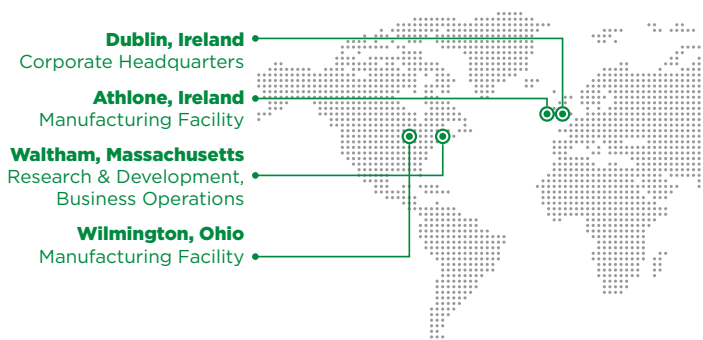 Dublin, Ireland
Corporate Headquarters
Athlone, Ireland
Manufacturing Facility
Waltham, Massachusetts
Research & Development,
Business Operations
Wilmington, Ohio
Manufacturing Facility